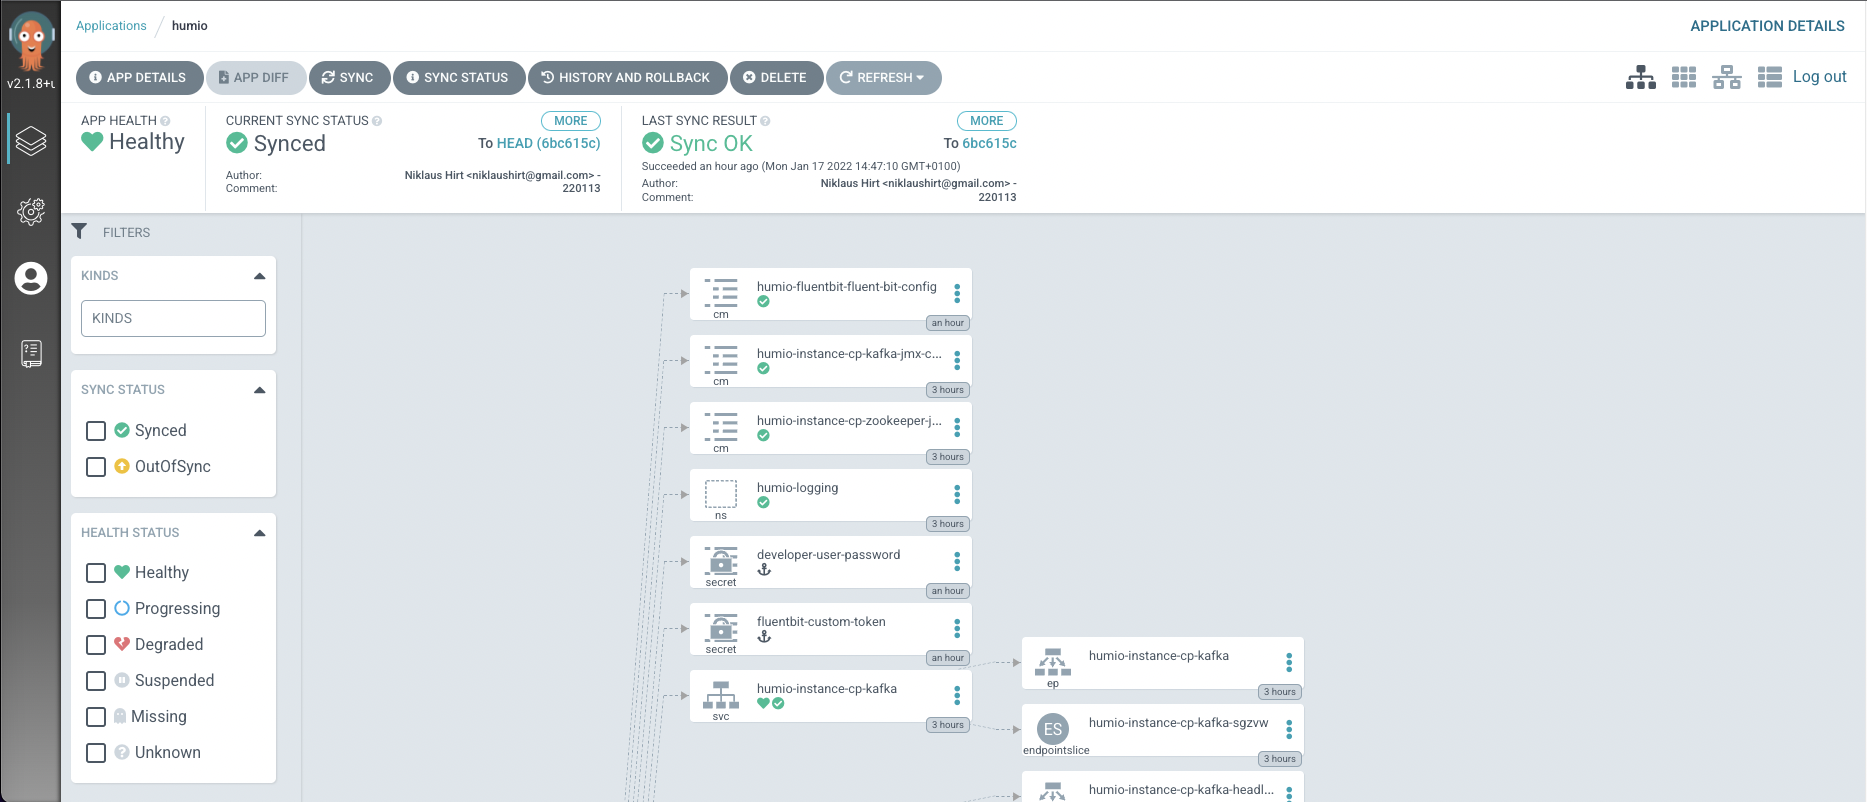 Applications / humio
APPLICATION DETAILS
v2.1.8+u
APP DETAILS
APP DIFF
SYNC
SYNC STATUS
HISTORY AND ROLLBACK
DELETE
REFRESH
Log out
APP HEALTH
Healthy
CURRENT SYNC STATUS
MORE
Synced
To HEAD (6bc615c)
Author: Niklaus Hirt <niklaushirt@gmail.com> -
Comment: 220113
LAST SYNC RESULT
MORE
Sync OK
To 6bc615c
Succeeded an hour ago (Mon Jan 17 2022 14:47:10 GMT+0100)
Author: Niklaus Hirt <niklaushirt@gmail.com> -
Comment: 220113
FILTERS
KINDS
KINDS
SYNC STATUS
Synced
OutOfSync
HEALTH STATUS
Healthy
Progressing
Degraded
Suspended
Missing
Unknown
humio-fluentbit-fluent-bit-config
cm
an hour
humio-instance-cp-kafka-jmx-c...
cm
3 hours
humio-instance-cp-zookeeper-j...
cm
3 hours
humio-logging
ns
3 hours
developer-user-password
secret
an hour
fluentbit-custom-token
secret
an hour
humio-instance-cp-kafka
svc
3 hours
humio-instance-cp-kafka
ep
3 hours
ES
humio-instance-cp-kafka-sgzvw
endpointslice
3 hours
humio-instance-cp-kafka-headl...